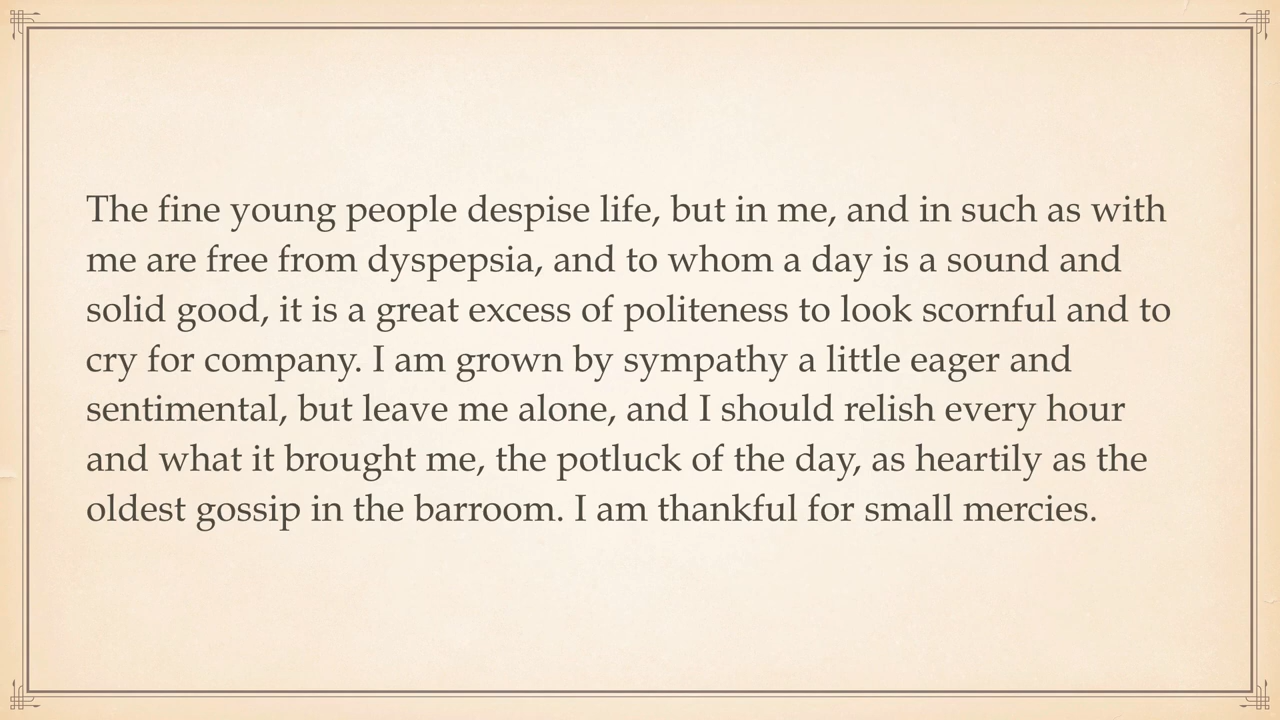 The fine young people despise life, but in me, and in such as with
me are free from dyspepsia, and to whom a day is a sound and
solid good, it is a great excess of politeness to look scornful and to
cry for company. I am grown by sympathy a little eager and
sentimental, but leave me alone, and I should relish every hour
and what it brought me, the potluck of the day, as heartily as the
oldest gossip in the barroom. I am thankful for small mercies.